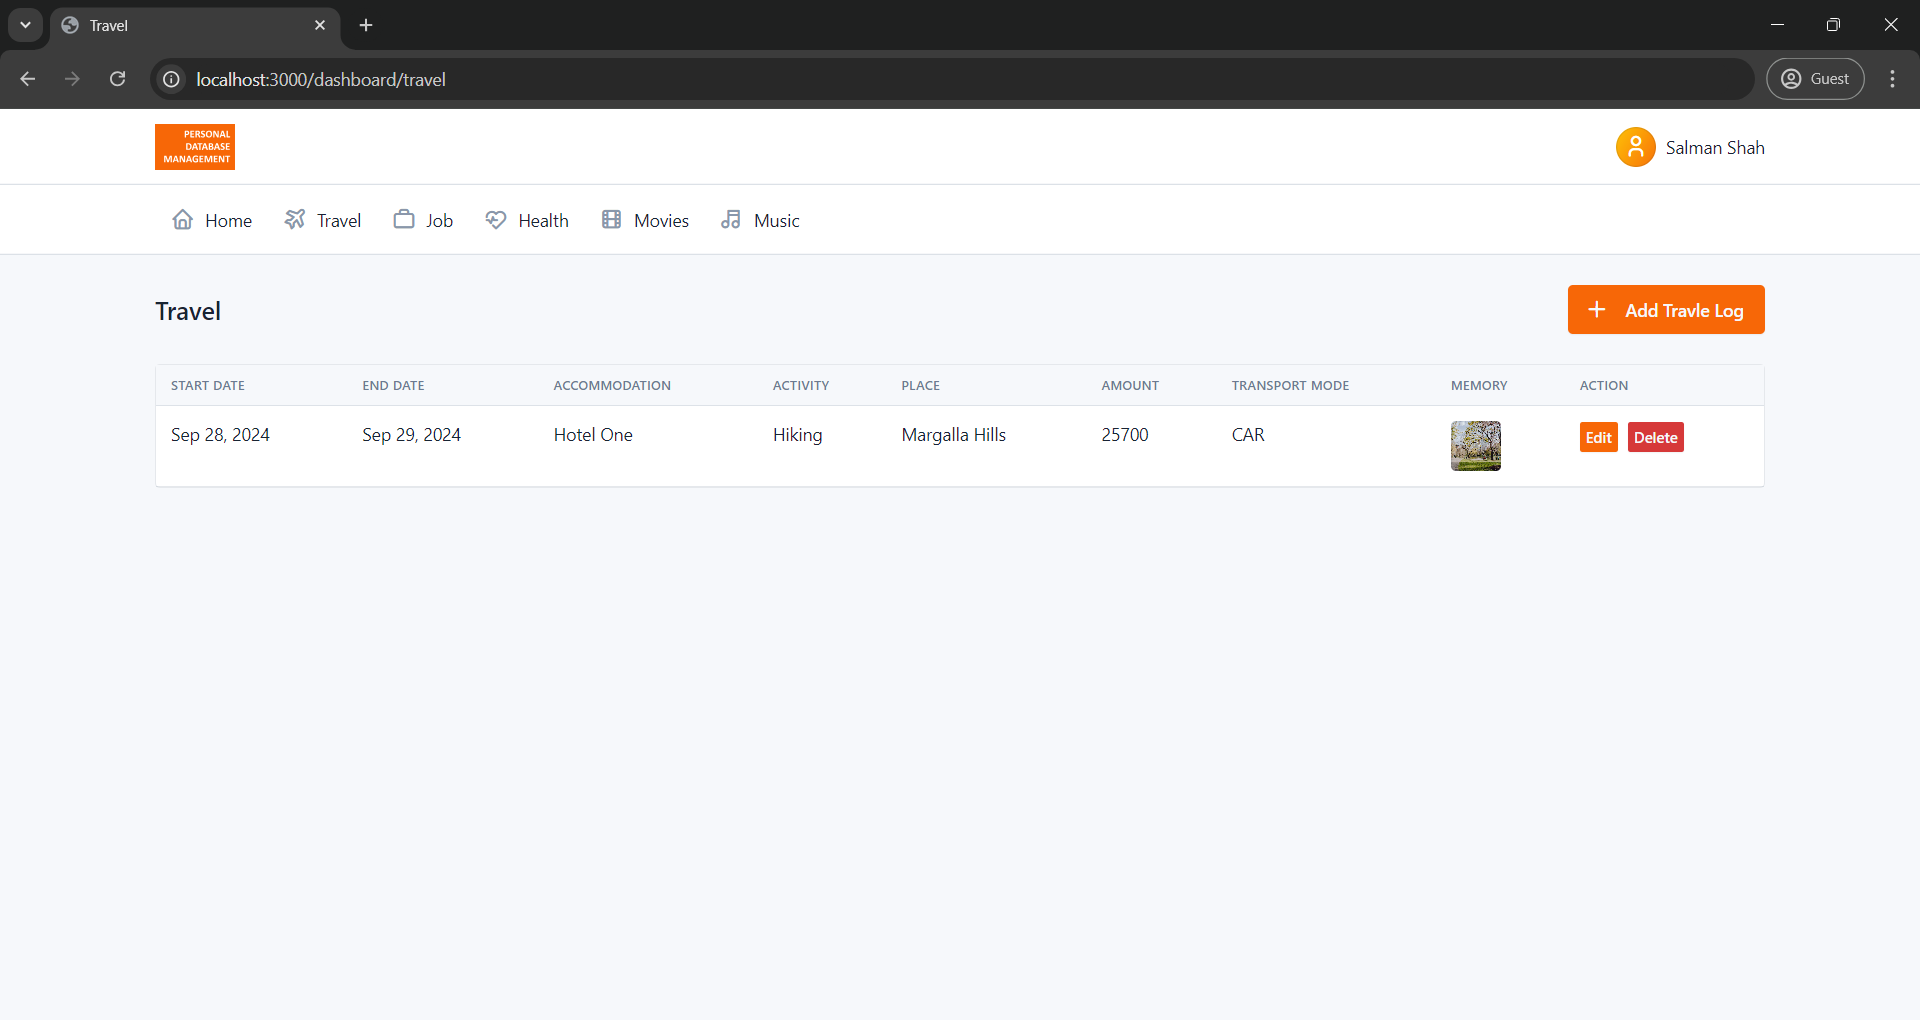 Travel
localhost:3000/dashboard/travel
Guest
PERSONAL
DATABASE
MANAGEMENT
Salman Shah
Home Travel Job Health Movies Music
Travel
Add Travle Log
START DATE END DATE ACCOMMODATION ACTIVITY PLACE AMOUNT TRANSPORT MODE MEMORY ACTION
Sep 28, 2024 Sep 29, 2024 Hotel One Hiking Margalla Hills 25700 CAR Edit Delete